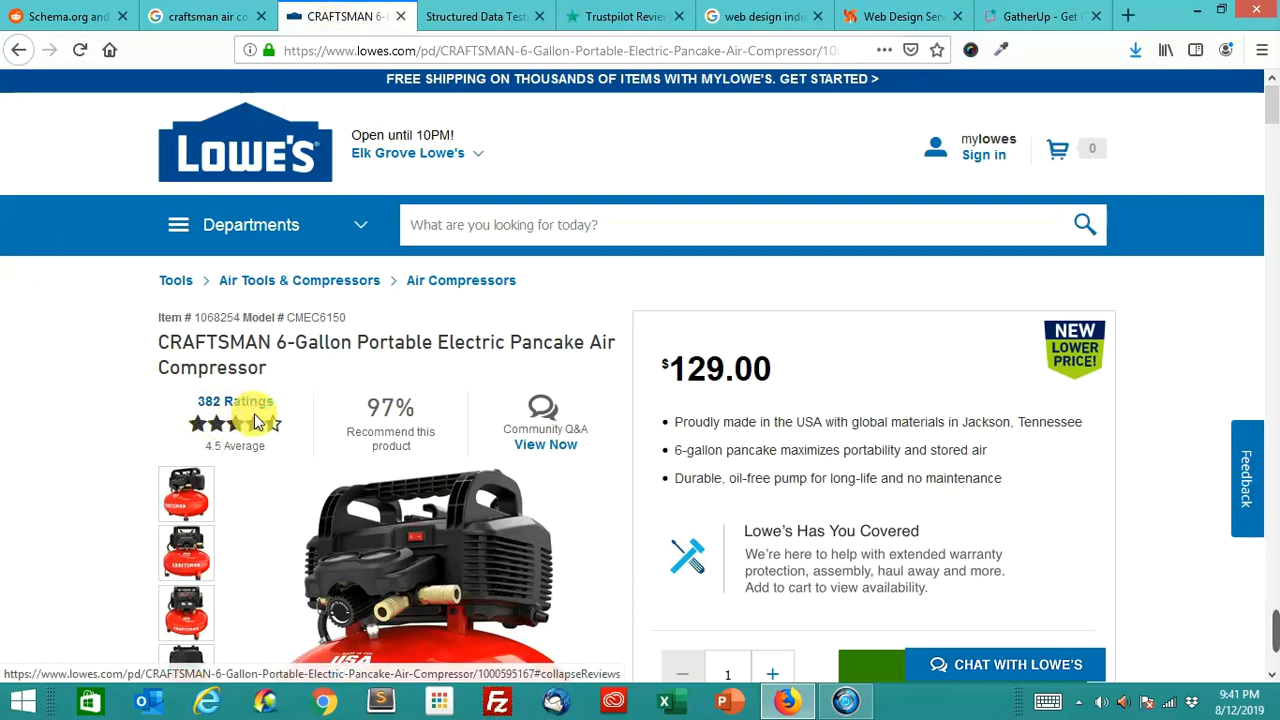 Schema.org and
craftsman air co
CRAFTSMAN 6-G
Structured Data Test
Trustpilot Review
web design indi
Web Design Ser
GatherUp - Get
https://www.lowes.com/pd/CRAFTSMAN-6-Gallon-Portable-Electric-Pancake-Air-Compressor/10
FREE SHIPPING ON THOUSANDS OF ITEMS WITH MYLOWE'S. GET STARTED >
LOWE'S
Open until 10PM!
Elk Grove Lowe's
mylowes
Sign in
0
Departments
What are you looking for today?
Tools > Air Tools & Compressors > Air Compressors
Item # 1068254 Model # CMEC6150
CRAFTSMAN 6-Gallon Portable Electric Pancake Air
Compressor
382 Ratings
4.5 Average
97%
Recommend this
product
Community Q&A
View Now
$129.00
NEW
LOWER
PRICE!
• Proudly made in the USA with global materials in Jackson, Tennessee
• 6-gallon pancake maximizes portability and stored air
• Durable, oil-free pump for long-life and no maintenance
Lowe's Has You Covered
We're here to help with extended warranty
protection, assembly, haul away and more.
Add to cart to view availability.
Feedback
1
CHAT WITH LOWE'S
https://www.lowes.com/pd/CRAFTSMAN-6-Gallon-Portable-Electric-Pancake-Air-Compressor/1000595167#collapseReviews
9:41 PM
8/12/2019